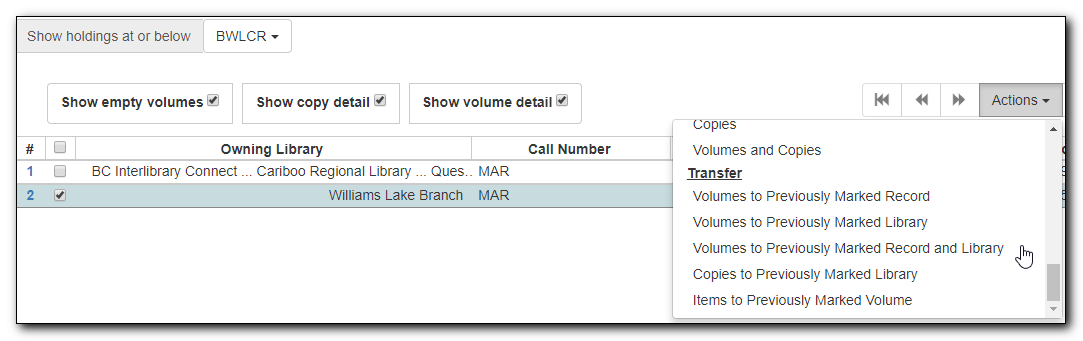 Show holdings at or below BWLCR
Show empty volumes Show copy detail Show volume detail Actions
Copies
# Owning Library Call Number
Volumes and Copies
1 BC Interlibrary Connect ... Cariboo Regional Library ... Ques.. MAR
Transfer
2 Williams Lake Branch MAR
Volumes to Previously Marked Record
Volumes to Previously Marked Library
Volumes to Previously Marked Record and Library
Copies to Previously Marked Library
Items to Previously Marked Volume